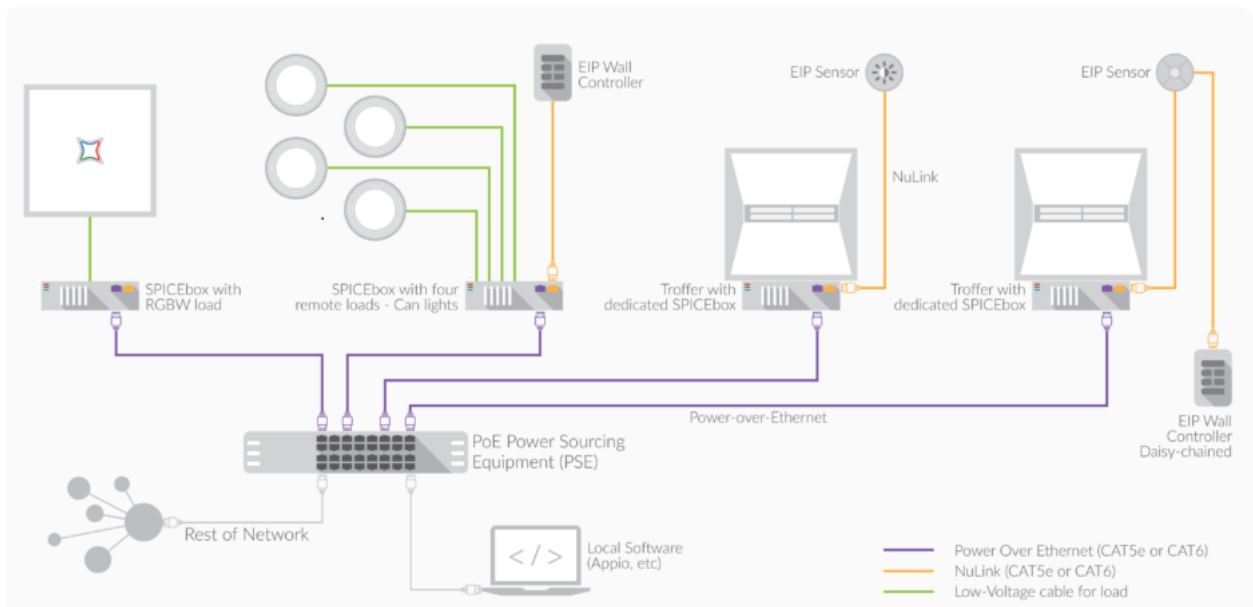 EIP Wall
Controller
EIP Sensor
EIP Sensor
NuLink
SPICEbox with
RGBW load
SPICEbox with four
remote loads - Can lights
Troffer with
dedicated SPICEbox
Troffer with
dedicated SPICEbox
Power-over-Ethernet
EIP Wall
Controller
Daisy-chained
PoE Power Sourcing
Equipment (PSE)
Rest of Network
</>
Local Software
(Appio, etc)
Power Over Ethernet (CAT5e or CAT6)
NuLink (CAT5e or CAT6)
Low-Voltage cable for load